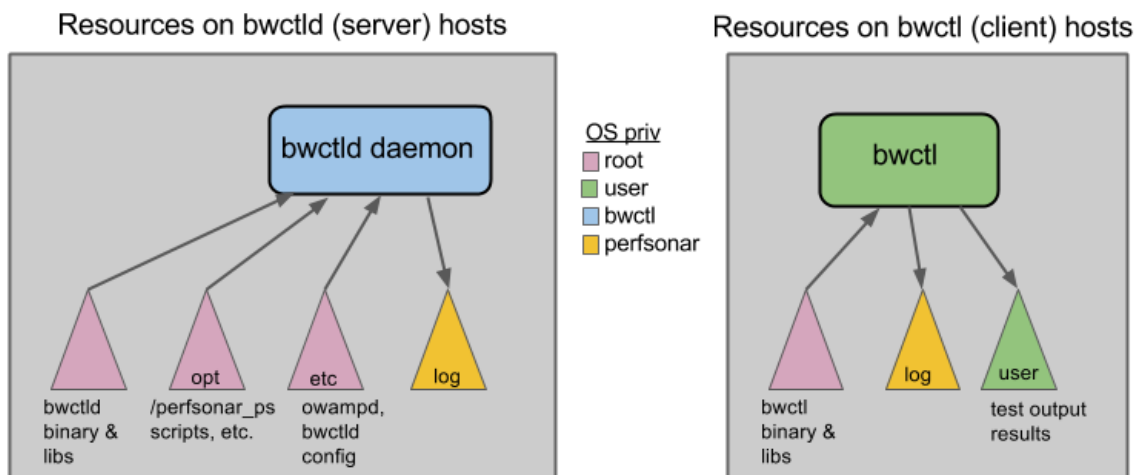 Resources on bwctld (server) hosts
bwctld daemon
opt
etc
log
bwctld
binary &
libs
/perfsonar_ps
scripts, etc.
owampd,
bwctld
config
OS priv
root
user
bwctl
perfsonar
Resources on bwctl (client) hosts
bwctl
log
user
bwctl
binary &
libs
test output
results